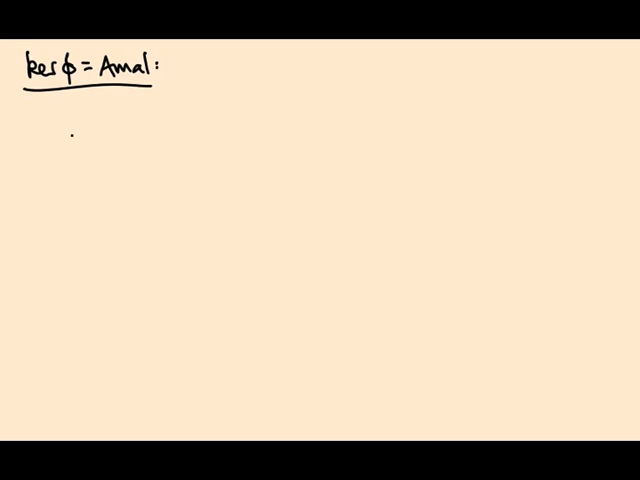 ker ϕ = Amal: